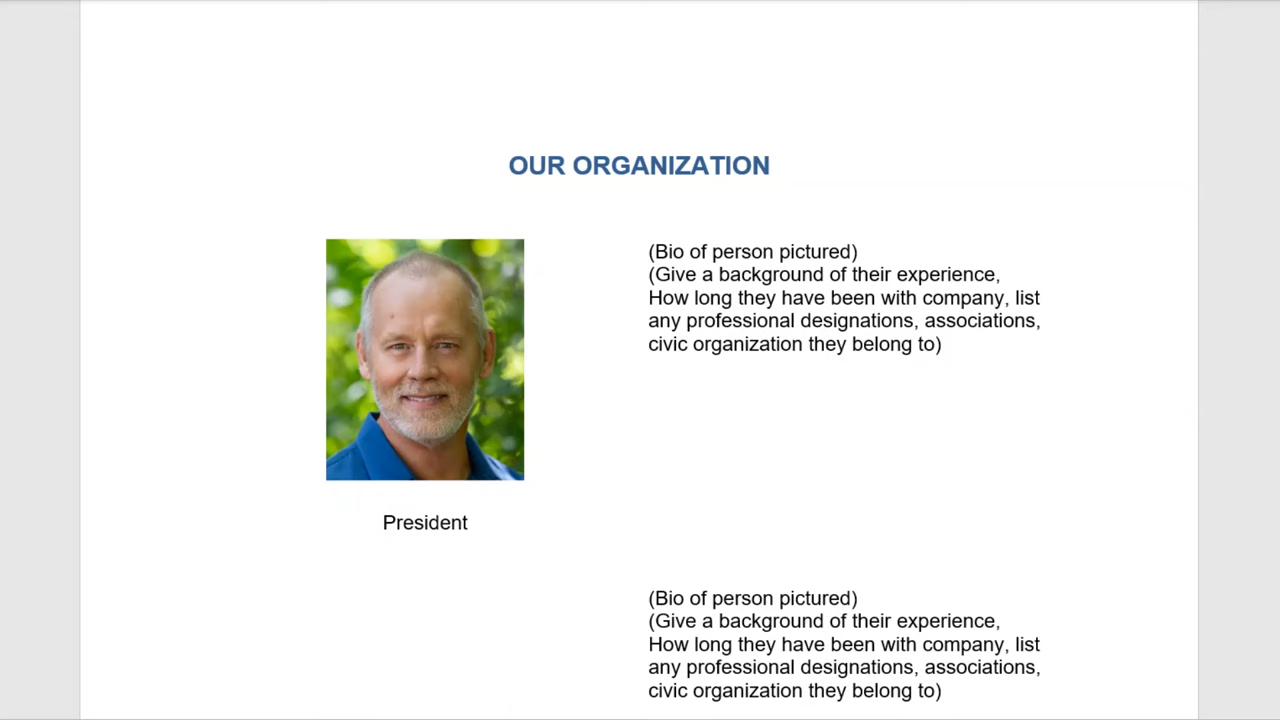 OUR ORGANIZATION
(Bio of person pictured)
(Give a background of their experience,
How long they have been with company, list
any professional designations, associations,
civic organization they belong to)
President
(Bio of person pictured)
(Give a background of their experience,
How long they have been with company, list
any professional designations, associations,
civic organization they belong to)